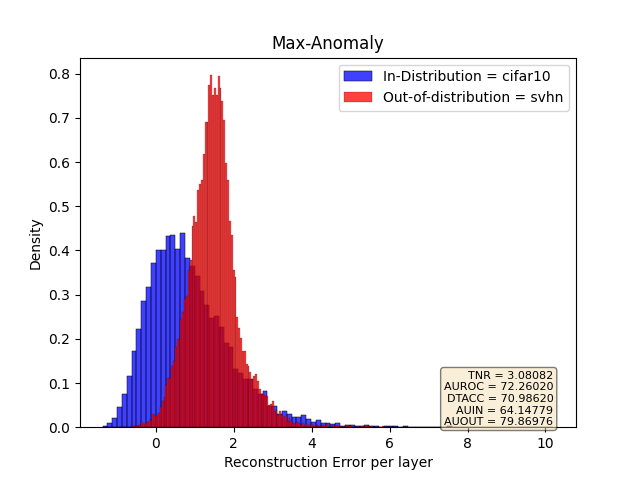 Max-Anomaly
In-Distribution = cifar10
Out-of-distribution = svhn
Density
0.8
0.7
0.6
0.5
0.4
0.3
0.2
0.1
0.0
TNR = 3.08082
AUROC = 72.26020
DTACC = 70.98620
AUIN = 64.14779
AUOUT = 79.86976
0 2 4 6 8 10
Reconstruction Error per layer